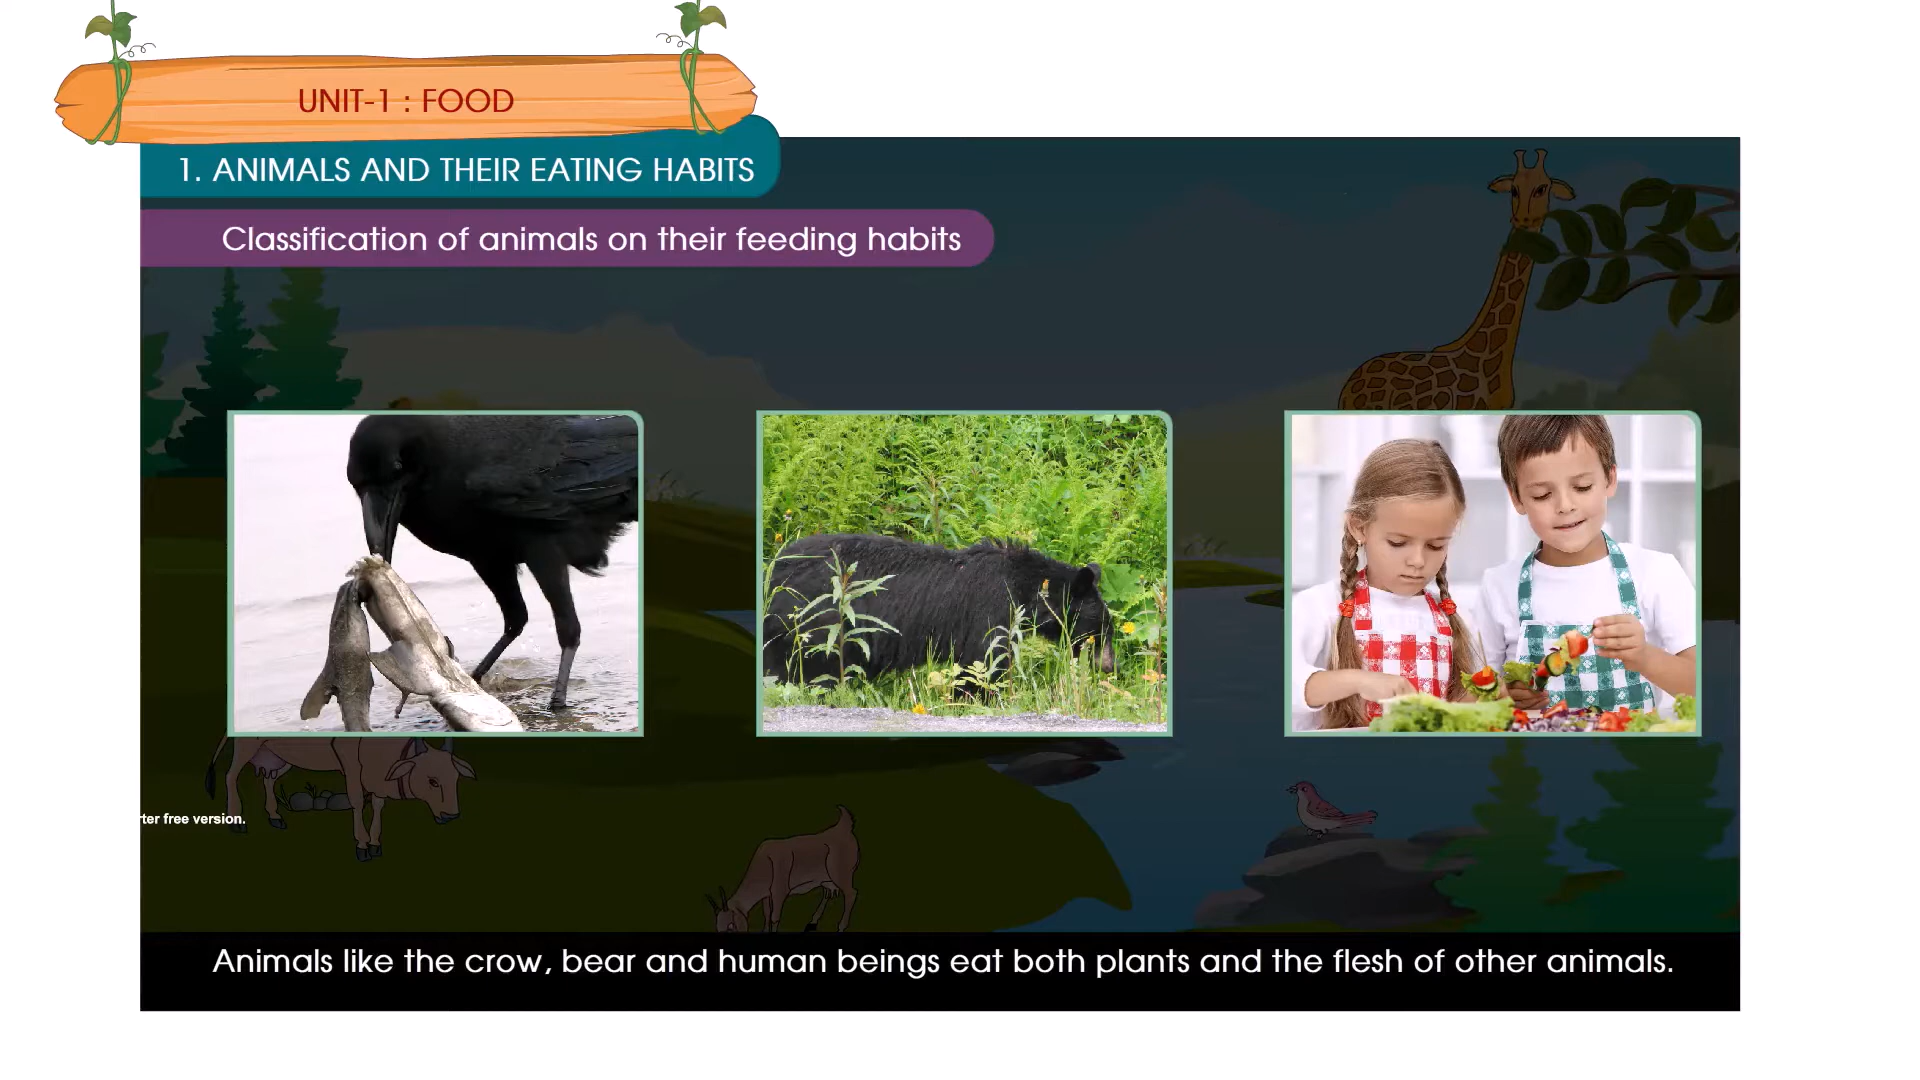 UNIT-1 : FOOD
1. ANIMALS AND THEIR EATING HABITS
Classification of animals on their feeding habits
rter free version.
Animals like the crow, bear and human beings eat both plants and the flesh of other animals.